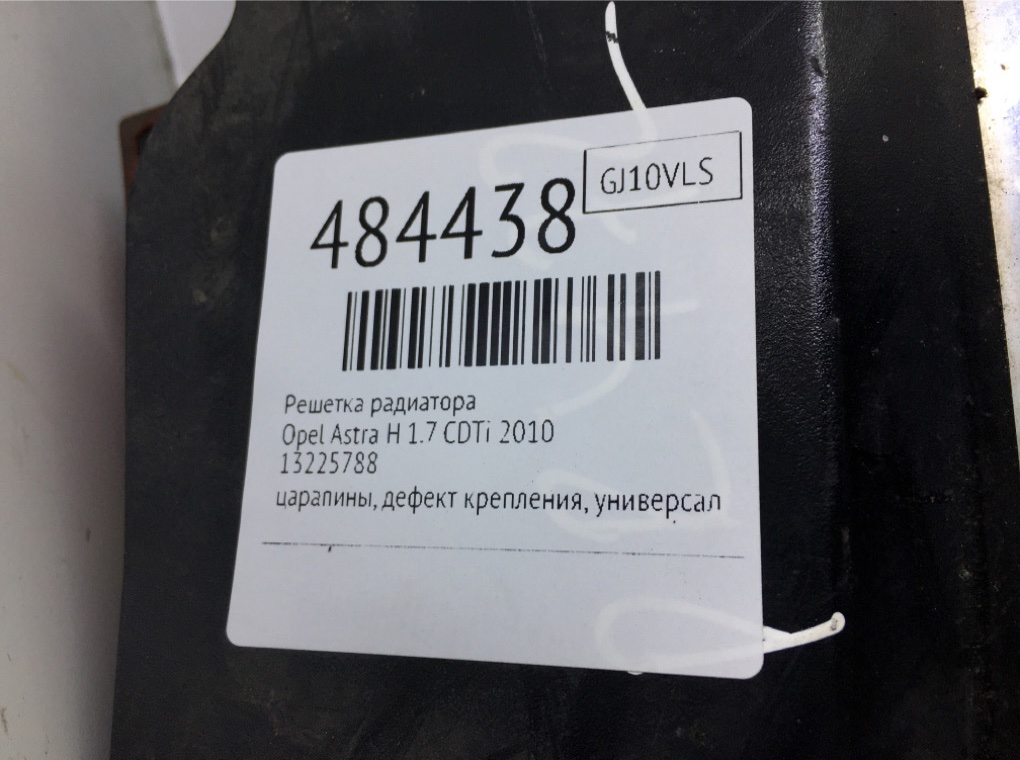 GJ10VLS
484438
Решетка радиатора
Opel Astra H 1.7 CDTi 2010
13225788
царапины, дефект крепления, универсал